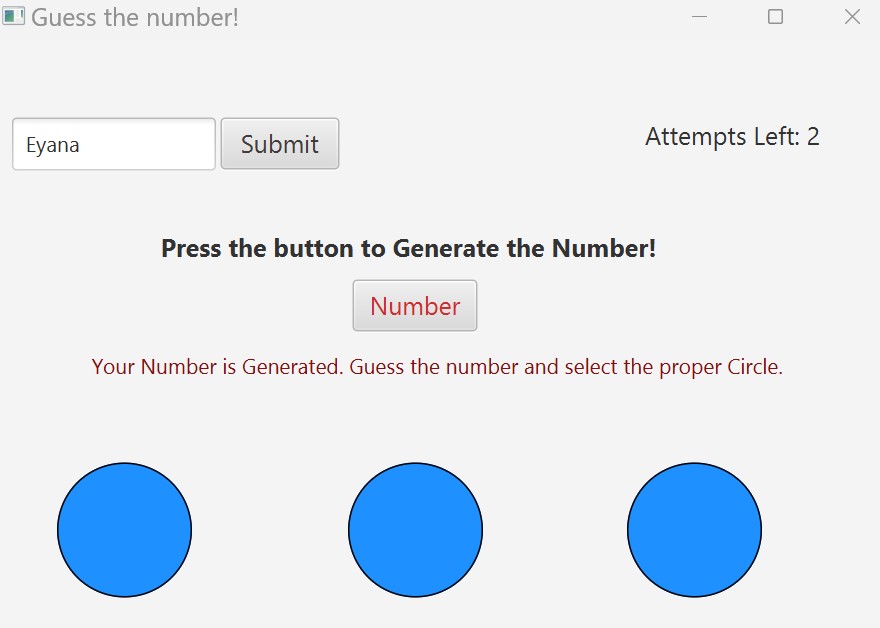 Guess the number!
Eyana
Submit
Attempts Left: 2
Press the button to Generate the Number!
Number
Your Number is Generated. Guess the number and select the proper Circle.